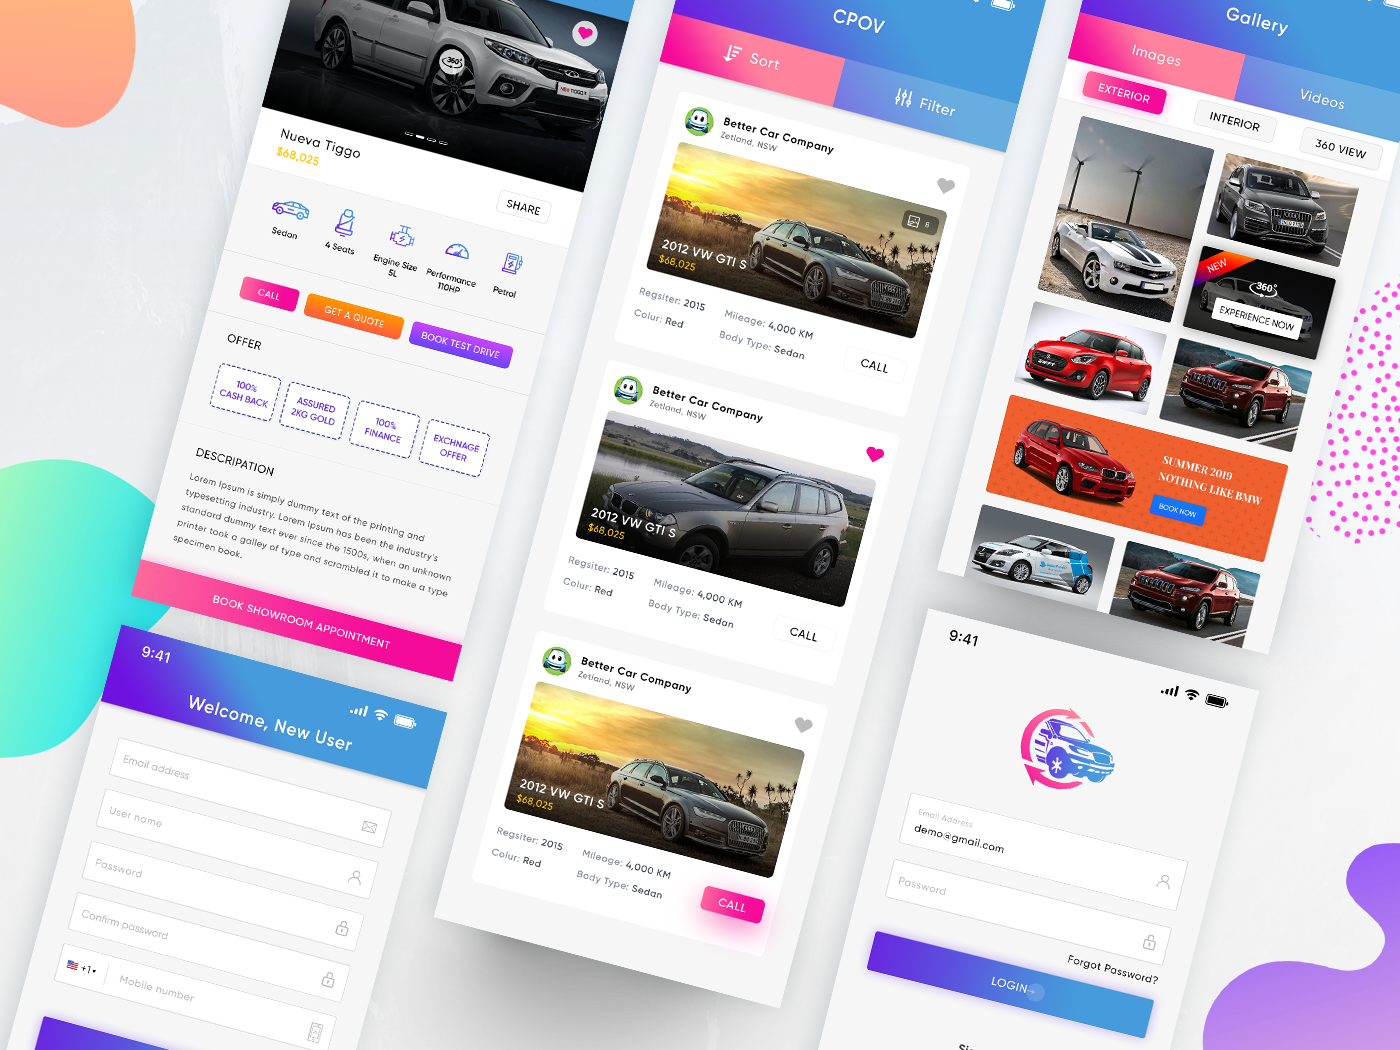 360°
NEW TIGGO
Nueva Tiggo
$68,025
SHARE
Sedan
4 Seats
Engine Size
5L
Performance
110HP
Petrol
CALL
GET A QUOTE
BOOK TEST DRIVE
OFFER
100%
CASH BACK
ASSURED
2KG GOLD
100%
FINANCE
EXCHNAGE
OFFER
DESCRIPATION
Lorem Ipsum is simply dummy text of the printing and
typesetting industry. Lorem Ipsum has been the industry's
standard dummy text ever since the 1500s, when an unknown
printer took a galley of type and scrambled it to make a type
specimen book.
BOOK SHOWROOM APPOINTMENT
9:41
Welcome, New User
Email address
User name
Password
Confirm password
+1
Mobile number
CPOV
Sort
Filter
Better Car Company
Zetland, NSW
8
2012 VW GTI S
$68,025
Regsiter: 2015
Mileage: 4,000 KM
Colur: Red
Body Type: Sedan
CALL
Better Car Company
Zetland, NSW
2012 VW GTI S
$68,025
Regsiter: 2015
Mileage: 4,000 KM
Colur: Red
Body Type: Sedan
CALL
Better Car Company
Zetland, NSW
2012 VW GTI S
$68,025
Regsiter: 2015
Mileage: 4,000 KM
Colur: Red
Body Type: Sedan
CALL
Gallery
Images
Videos
EXTERIOR
INTERIOR
360 VIEW
NEW
360°
EXPERIENCE NOW
SWIFT
SUMMER 2019
NOTHING LIKE BMW
BOOK NOW
9:41
Email Address
demo@gmail.com
Password
Forgot Password?
LOGIN